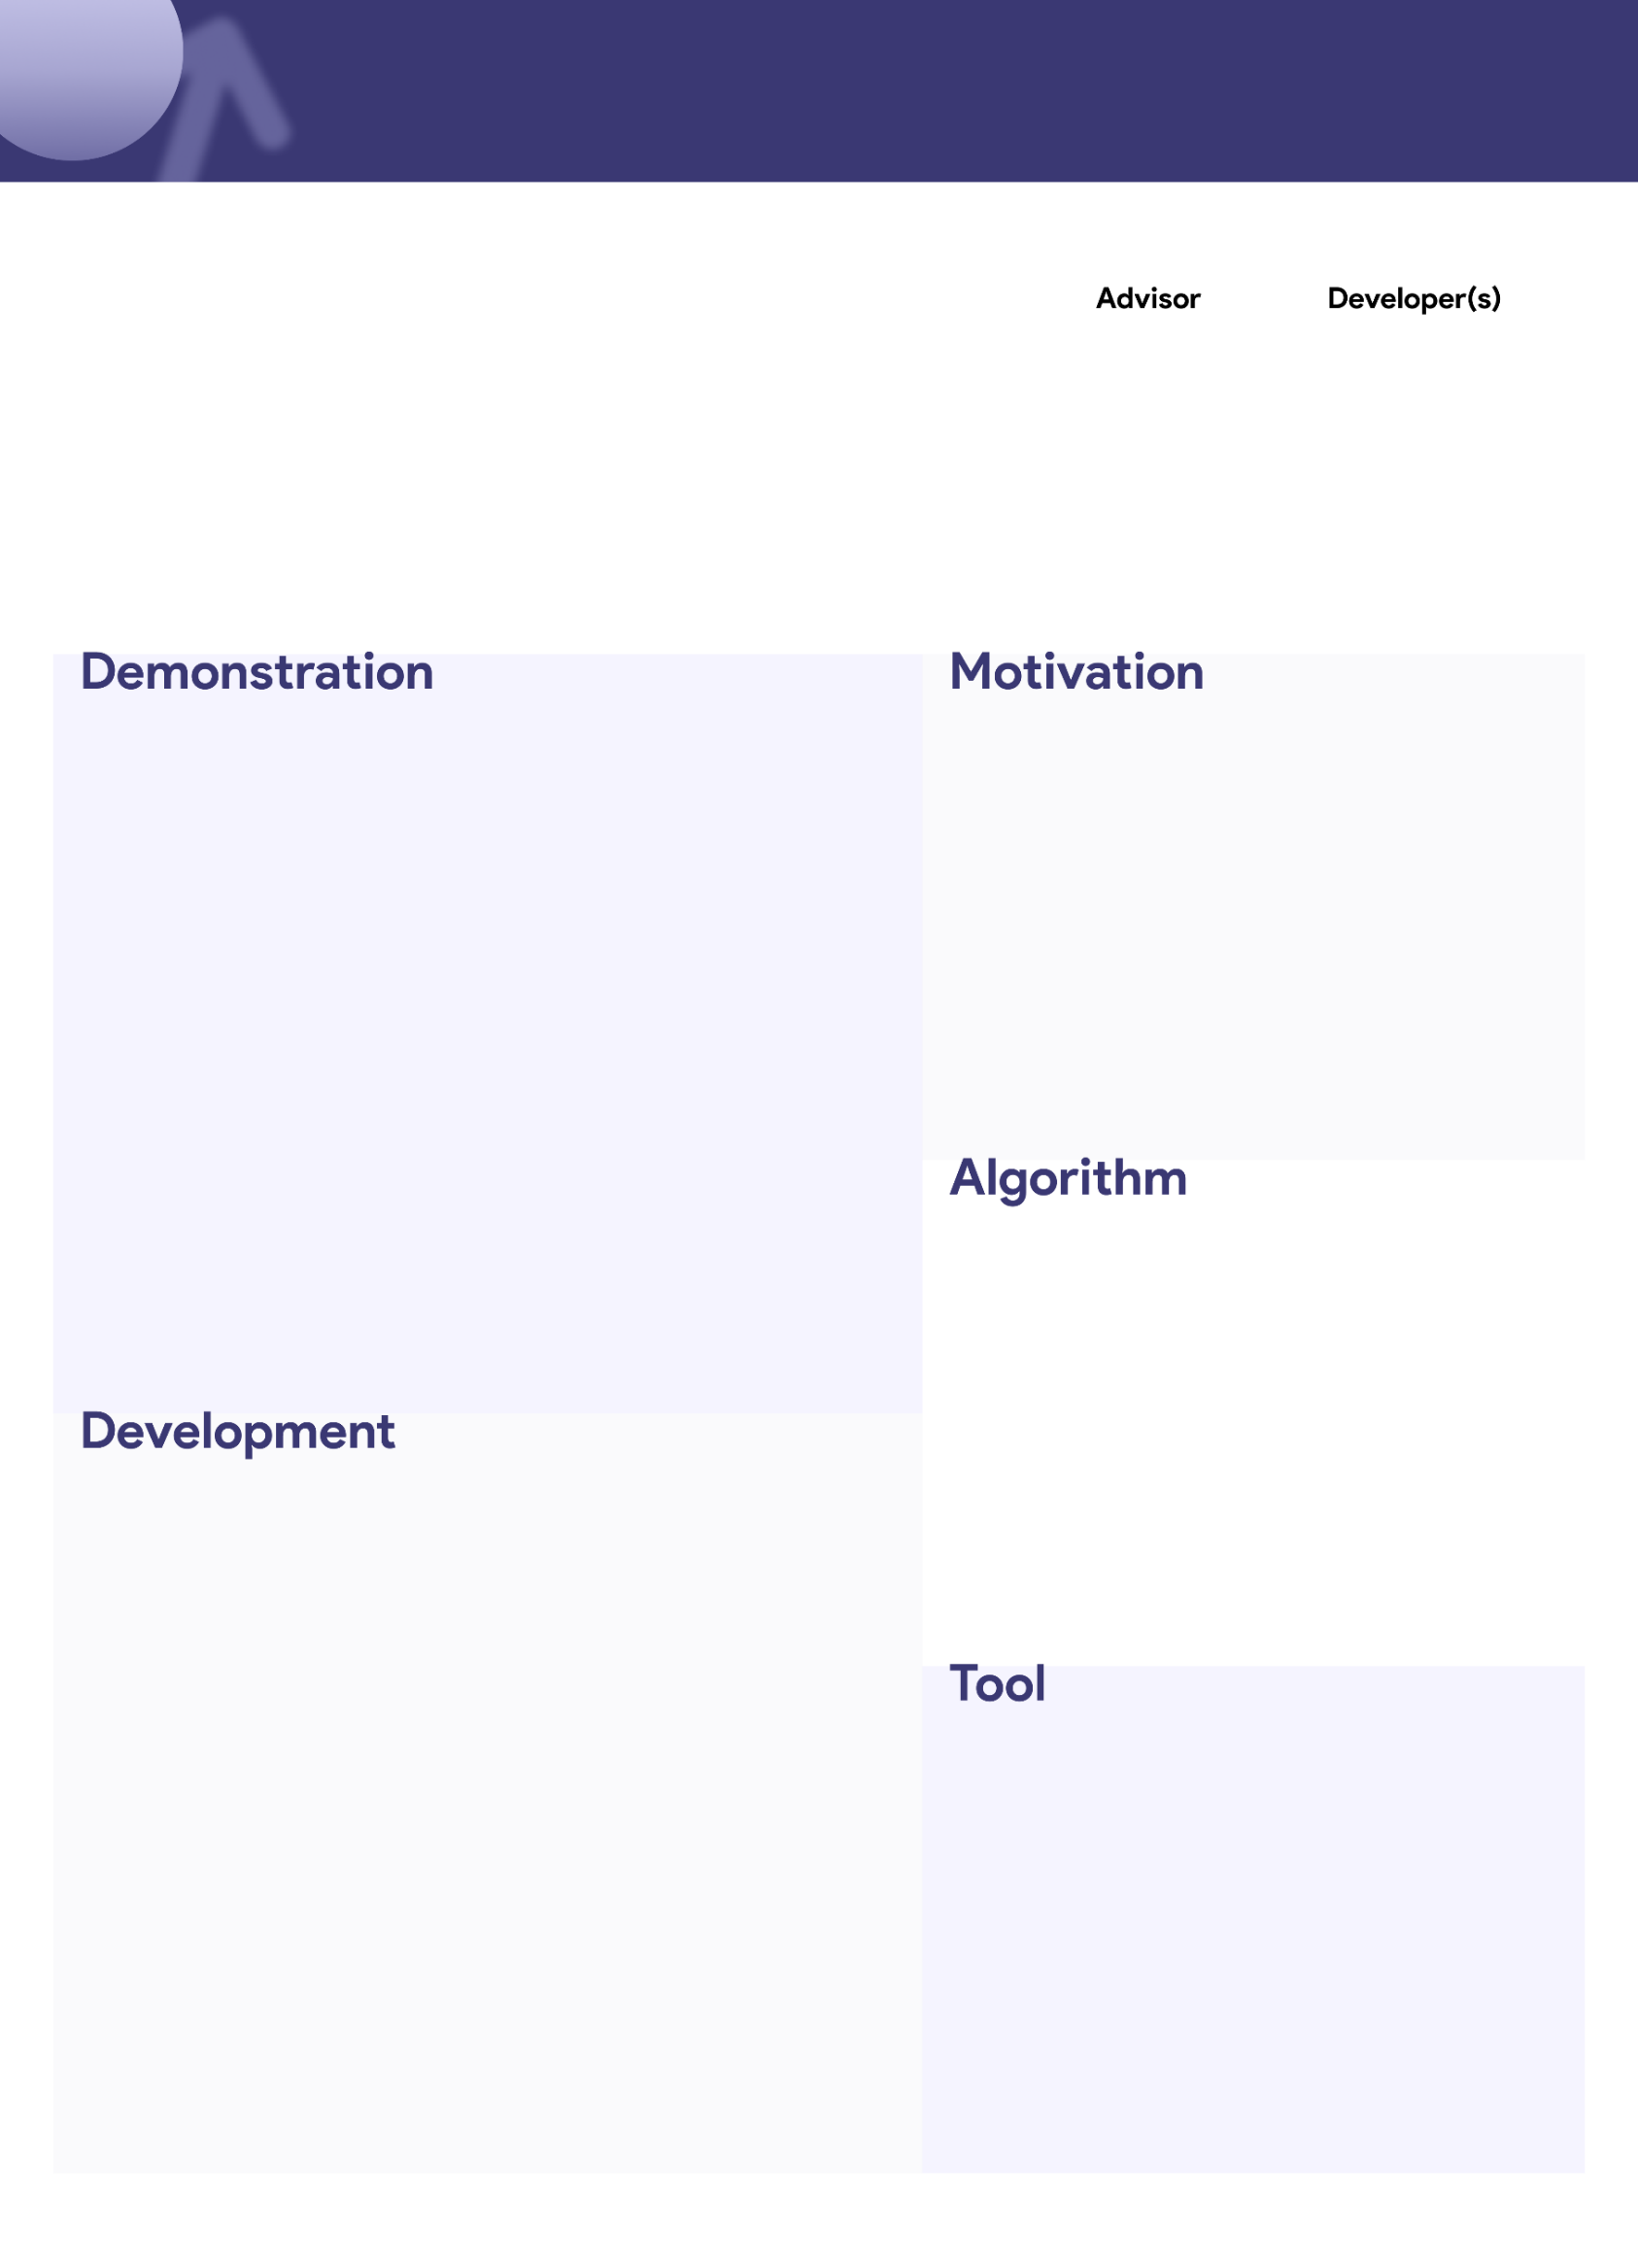 Advisor Developer(s)
Demonstration
Motivation
Algorithm
Development
Tool